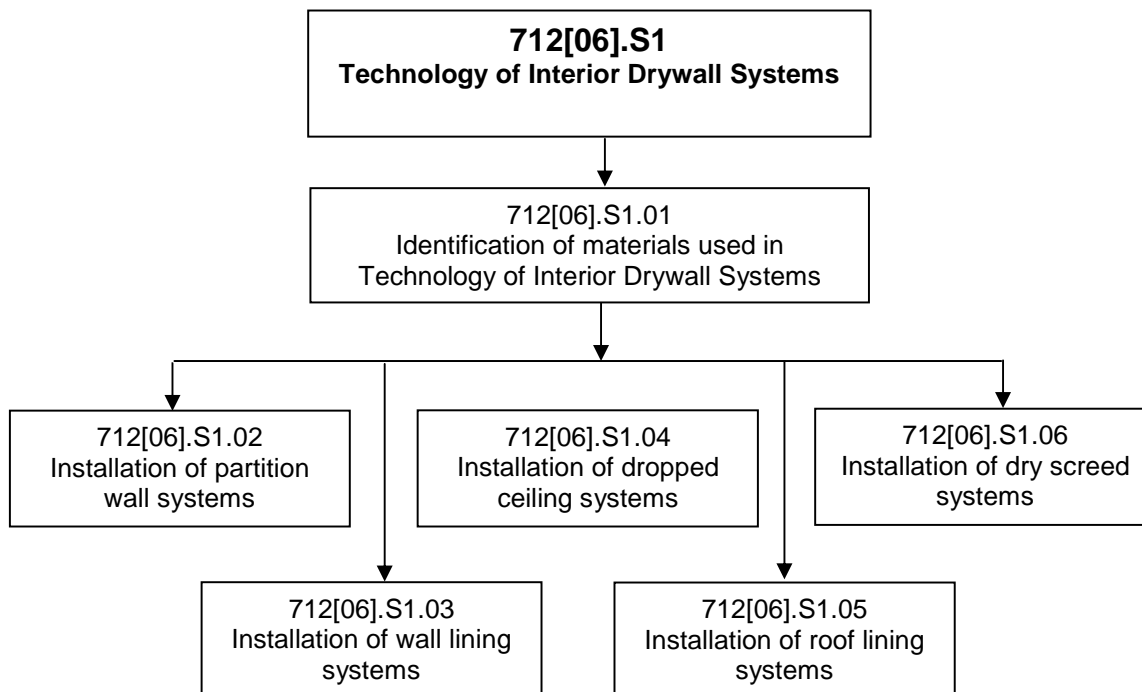 712[06].S1
Technology of Interior Drywall Systems
712[06].S1.01
Identification of materials used in
Technology of Interior Drywall Systems
712[06].S1.02
Installation of partition
wall systems
712[06].S1.04
Installation of dropped
ceiling systems
712[06].S1.06
Installation of dry screed
systems
712[06].S1.03
Installation of wall lining
systems
712[06].S1.05
Installation of roof lining
systems